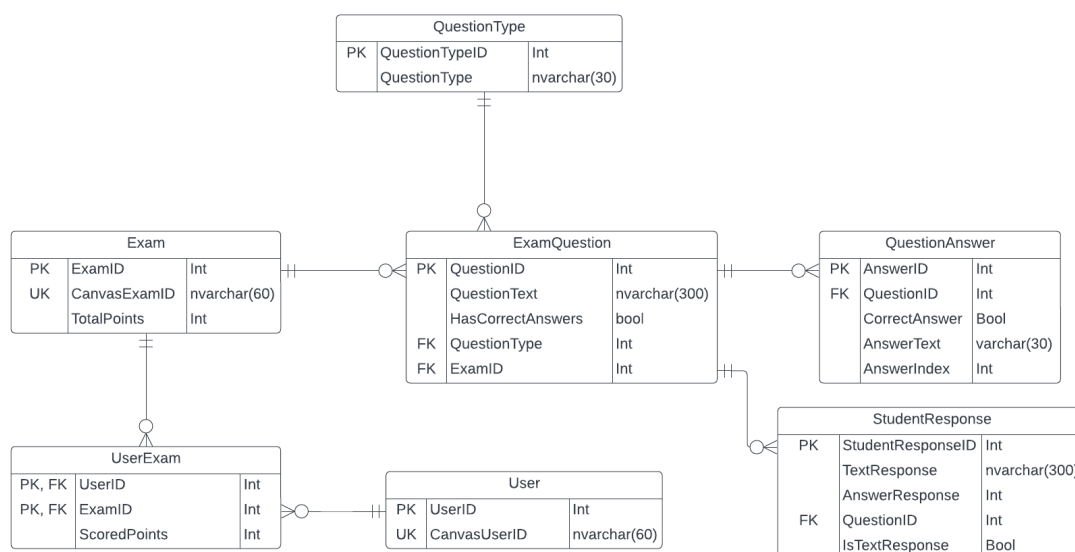 QuestionType
PK QuestionTypeID Int
QuestionType nvarchar(30)
Exam
PK ExamID Int
UK CanvasExamID nvarchar(60)
TotalPoints Int
ExamQuestion
PK QuestionID Int
QuestionText nvarchar(300)
HasCorrectAnswers bool
FK QuestionType Int
FK ExamID Int
QuestionAnswer
PK AnswerID Int
FK QuestionID Int
CorrectAnswer Bool
AnswerText varchar(30)
AnswerIndex Int
StudentResponse
PK StudentResponseID Int
TextResponse nvarchar(300)
AnswerResponse Int
FK QuestionID Int
IsTextResponse Bool
UserExam
PK, FK UserID Int
PK, FK ExamID Int
ScoredPoints Int
User
PK UserID Int
UK CanvasUserID nvarchar(60)